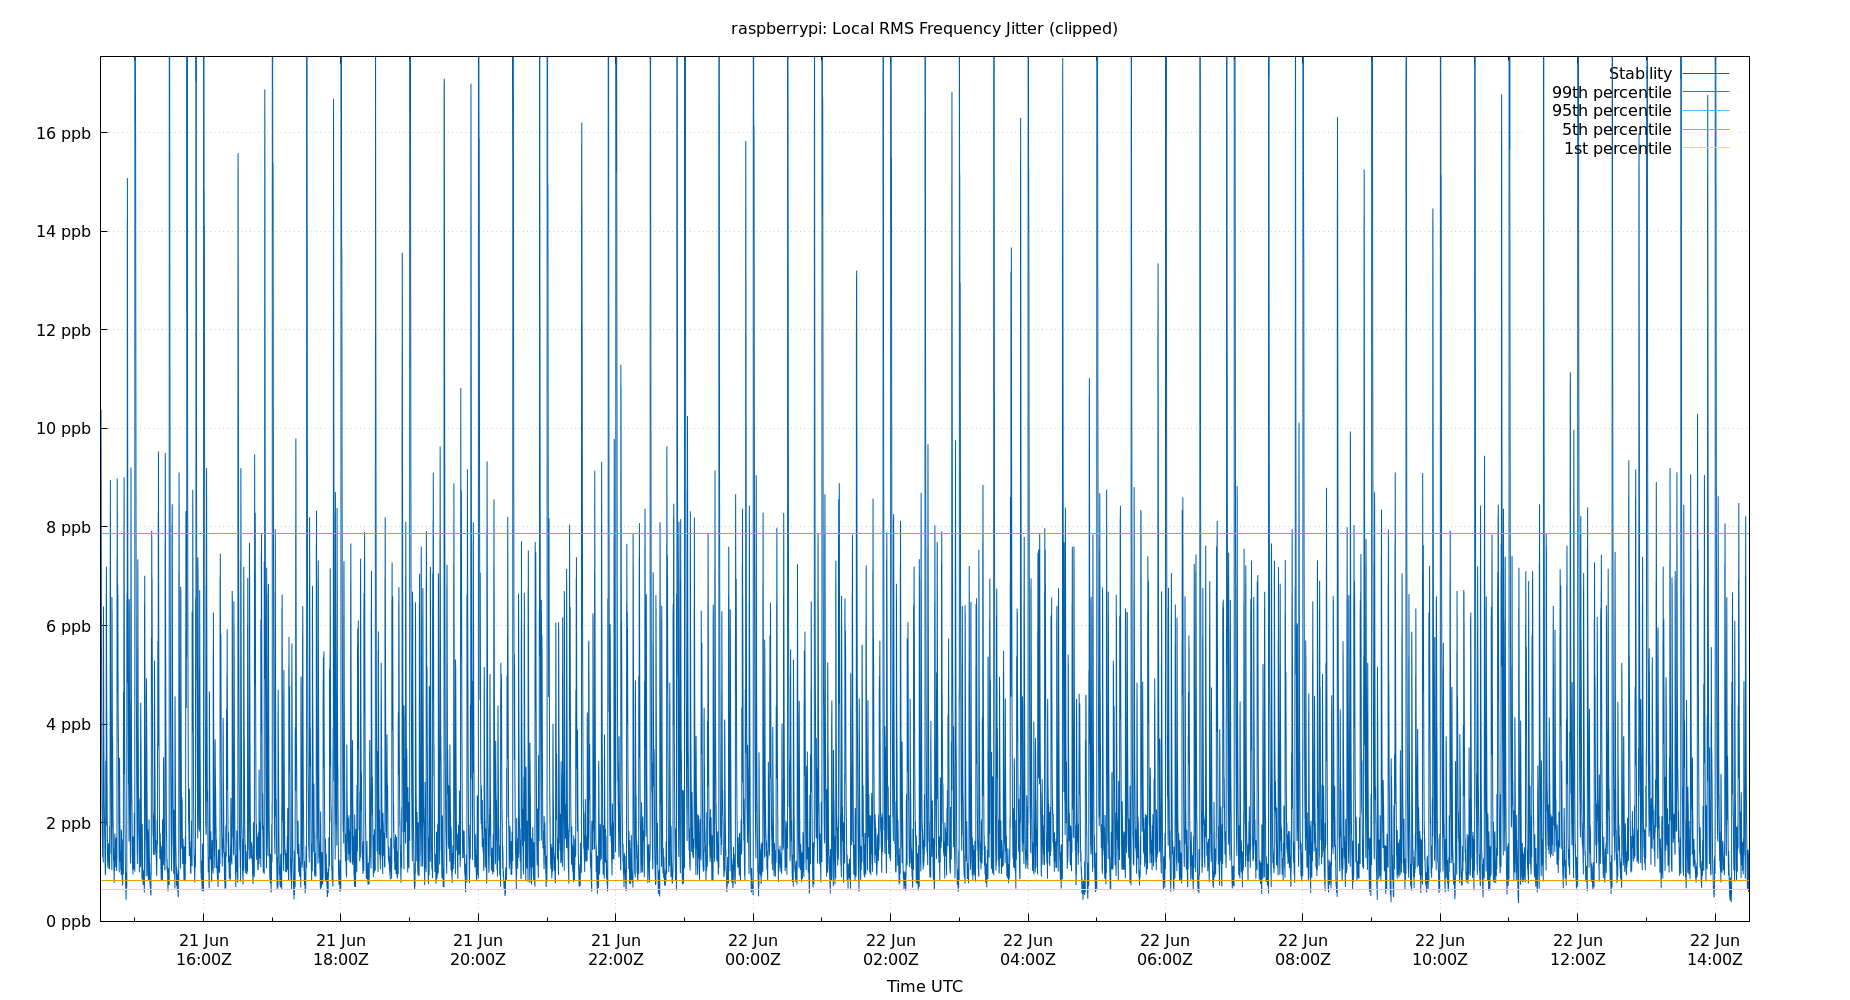 raspberrypi: Local RMS Frequency Jitter (clipped)
Stability
99th percentile
95th percentile
5th percentile
1st percentile
16 ppb
14 ppb
12 ppb
10 ppb
8 ppb
6 ppb
4 ppb
2 ppb
0 ppb
21 Jun 21 Jun 21 Jun 21 Jun 22 Jun 22 Jun 22 Jun 22 Jun 22 Jun 22 Jun 22 Jun 22 Jun
16:00Z 18:00Z 20:00Z 22:00Z 00:00Z 02:00Z 04:00Z 06:00Z 08:00Z 10:00Z 12:00Z 14:00Z
Time UTC